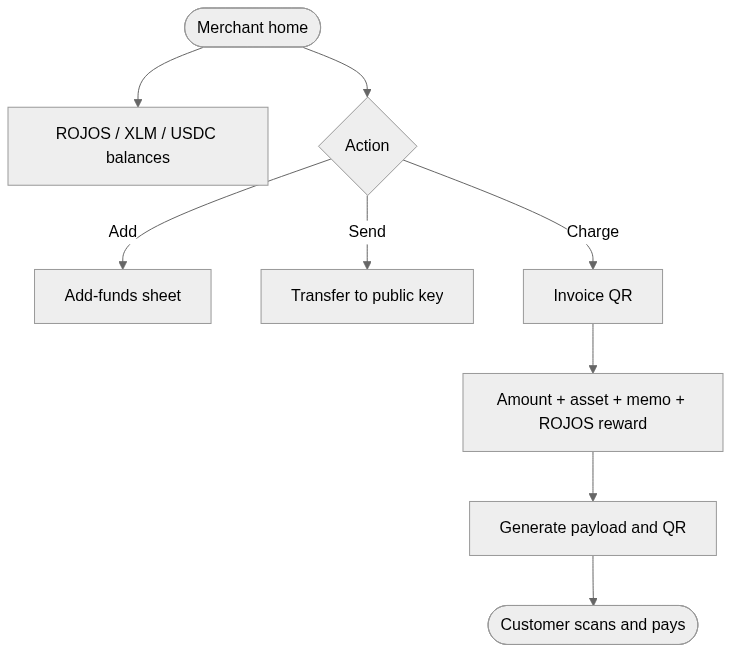 Merchant home
ROJOS / XLM / USDC
balances
Action
Add
Send
Charge
Add-funds sheet
Transfer to public key
Invoice QR
Amount + asset + memo +
ROJOS reward
Generate payload and QR
Customer scans and pays